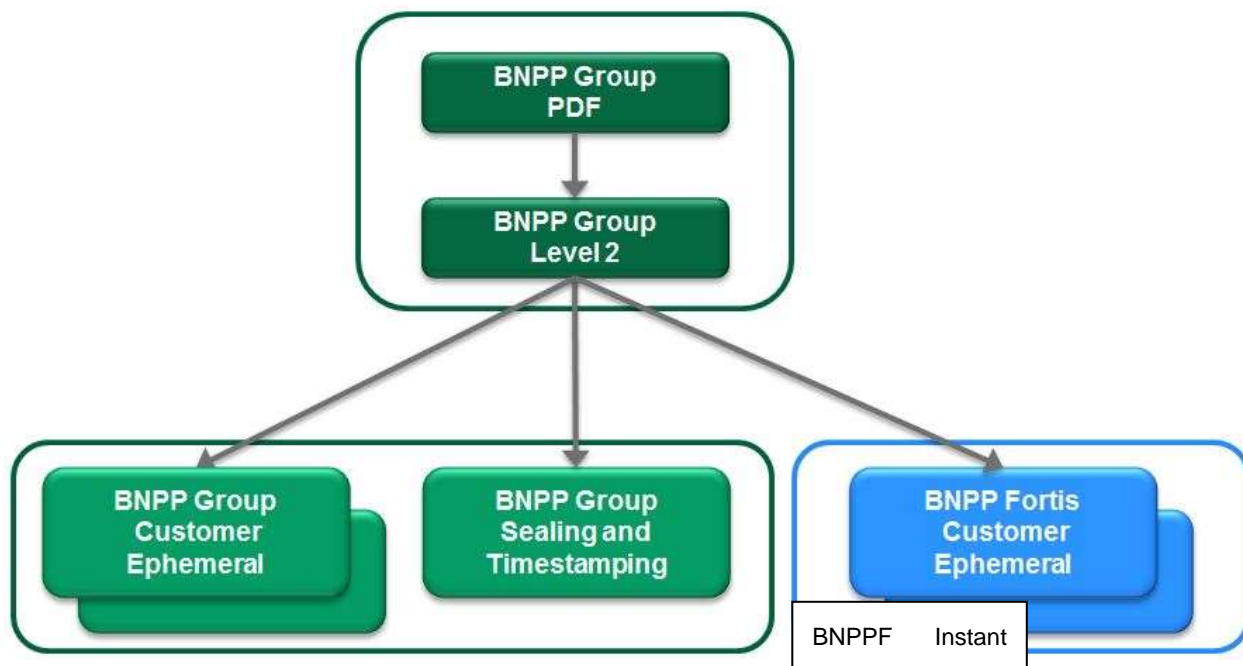 BNPP Group
PDF
BNPP Group
Level 2
BNPP Group
Customer
Ephemeral
BNPP Group
Sealing and
Timestamping
BNPP Fortis
Customer
Ephemeral
BNPPF Instant